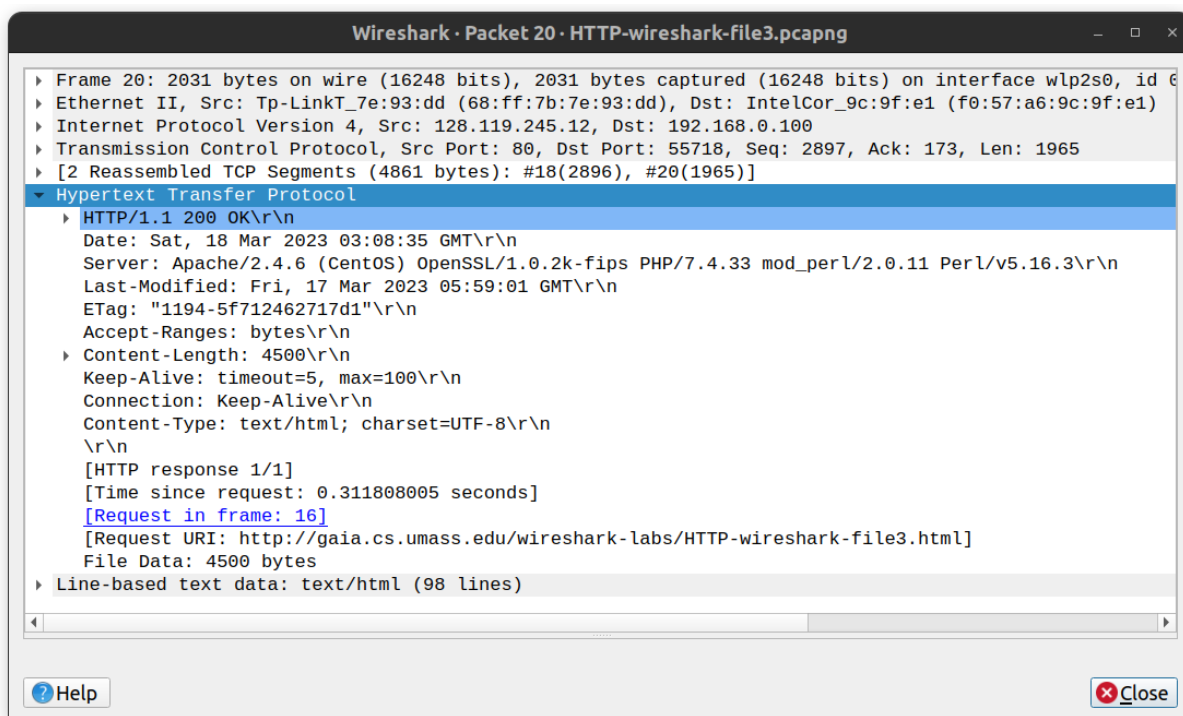 Wireshark · Packet 20 · HTTP-wireshark-file3.pcapng
Frame 20: 2031 bytes on wire (16248 bits), 2031 bytes captured (16248 bits) on interface wlp2s0, id
Ethernet II, Src: Tp-LinkT_7e:93:dd (68:ff:7b:7e:93:dd), Dst: IntelCor_9c:9f:e1 (f0:57:a6:9c:9f:e1)
Internet Protocol Version 4, Src: 128.119.245.12, Dst: 192.168.0.100
Transmission Control Protocol, Src Port: 80, Dst Port: 55718, Seq: 2897, Ack: 173, Len: 1965
[2 Reassembled TCP Segments (4861 bytes): #18(2896), #20(1965)]
Hypertext Transfer Protocol
HTTP/1.1 200 OK\r\n
Date: Sat, 18 Mar 2023 03:08:35 GMT\r\n
Server: Apache/2.4.6 (CentOS) OpenSSL/1.0.2k-fips PHP/7.4.33 mod_perl/2.0.11 Perl/v5.16.3\r\n
Last-Modified: Fri, 17 Mar 2023 05:59:01 GMT\r\n
ETag: "1194-5f712462717d1"\r\n
Accept-Ranges: bytes\r\n
Content-Length: 4500\r\n
Keep-Alive: timeout=5, max=100\r\n
Connection: Keep-Alive\r\n
Content-Type: text/html; charset=UTF-8\r\n
\r\n
[HTTP response 1/1]
[Time since request: 0.311808005 seconds]
[Request in frame: 16]
[Request URI: http://gaia.cs.umass.edu/wireshark-labs/HTTP-wireshark-file3.html]
File Data: 4500 bytes
Line-based text data: text/html (98 lines)
Help
Close